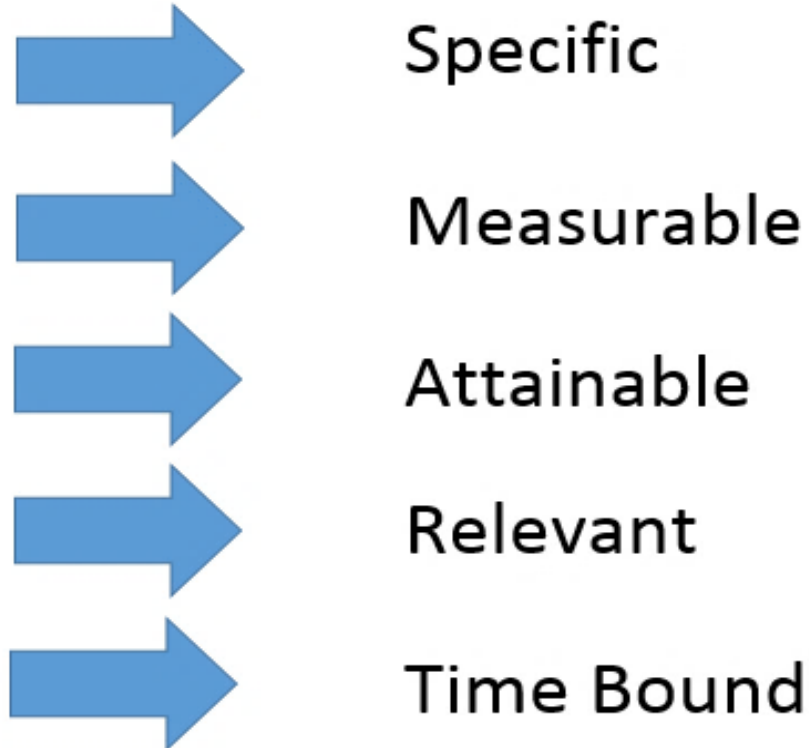 Specific
Measurable
Attainable
Relevant
Time Bound